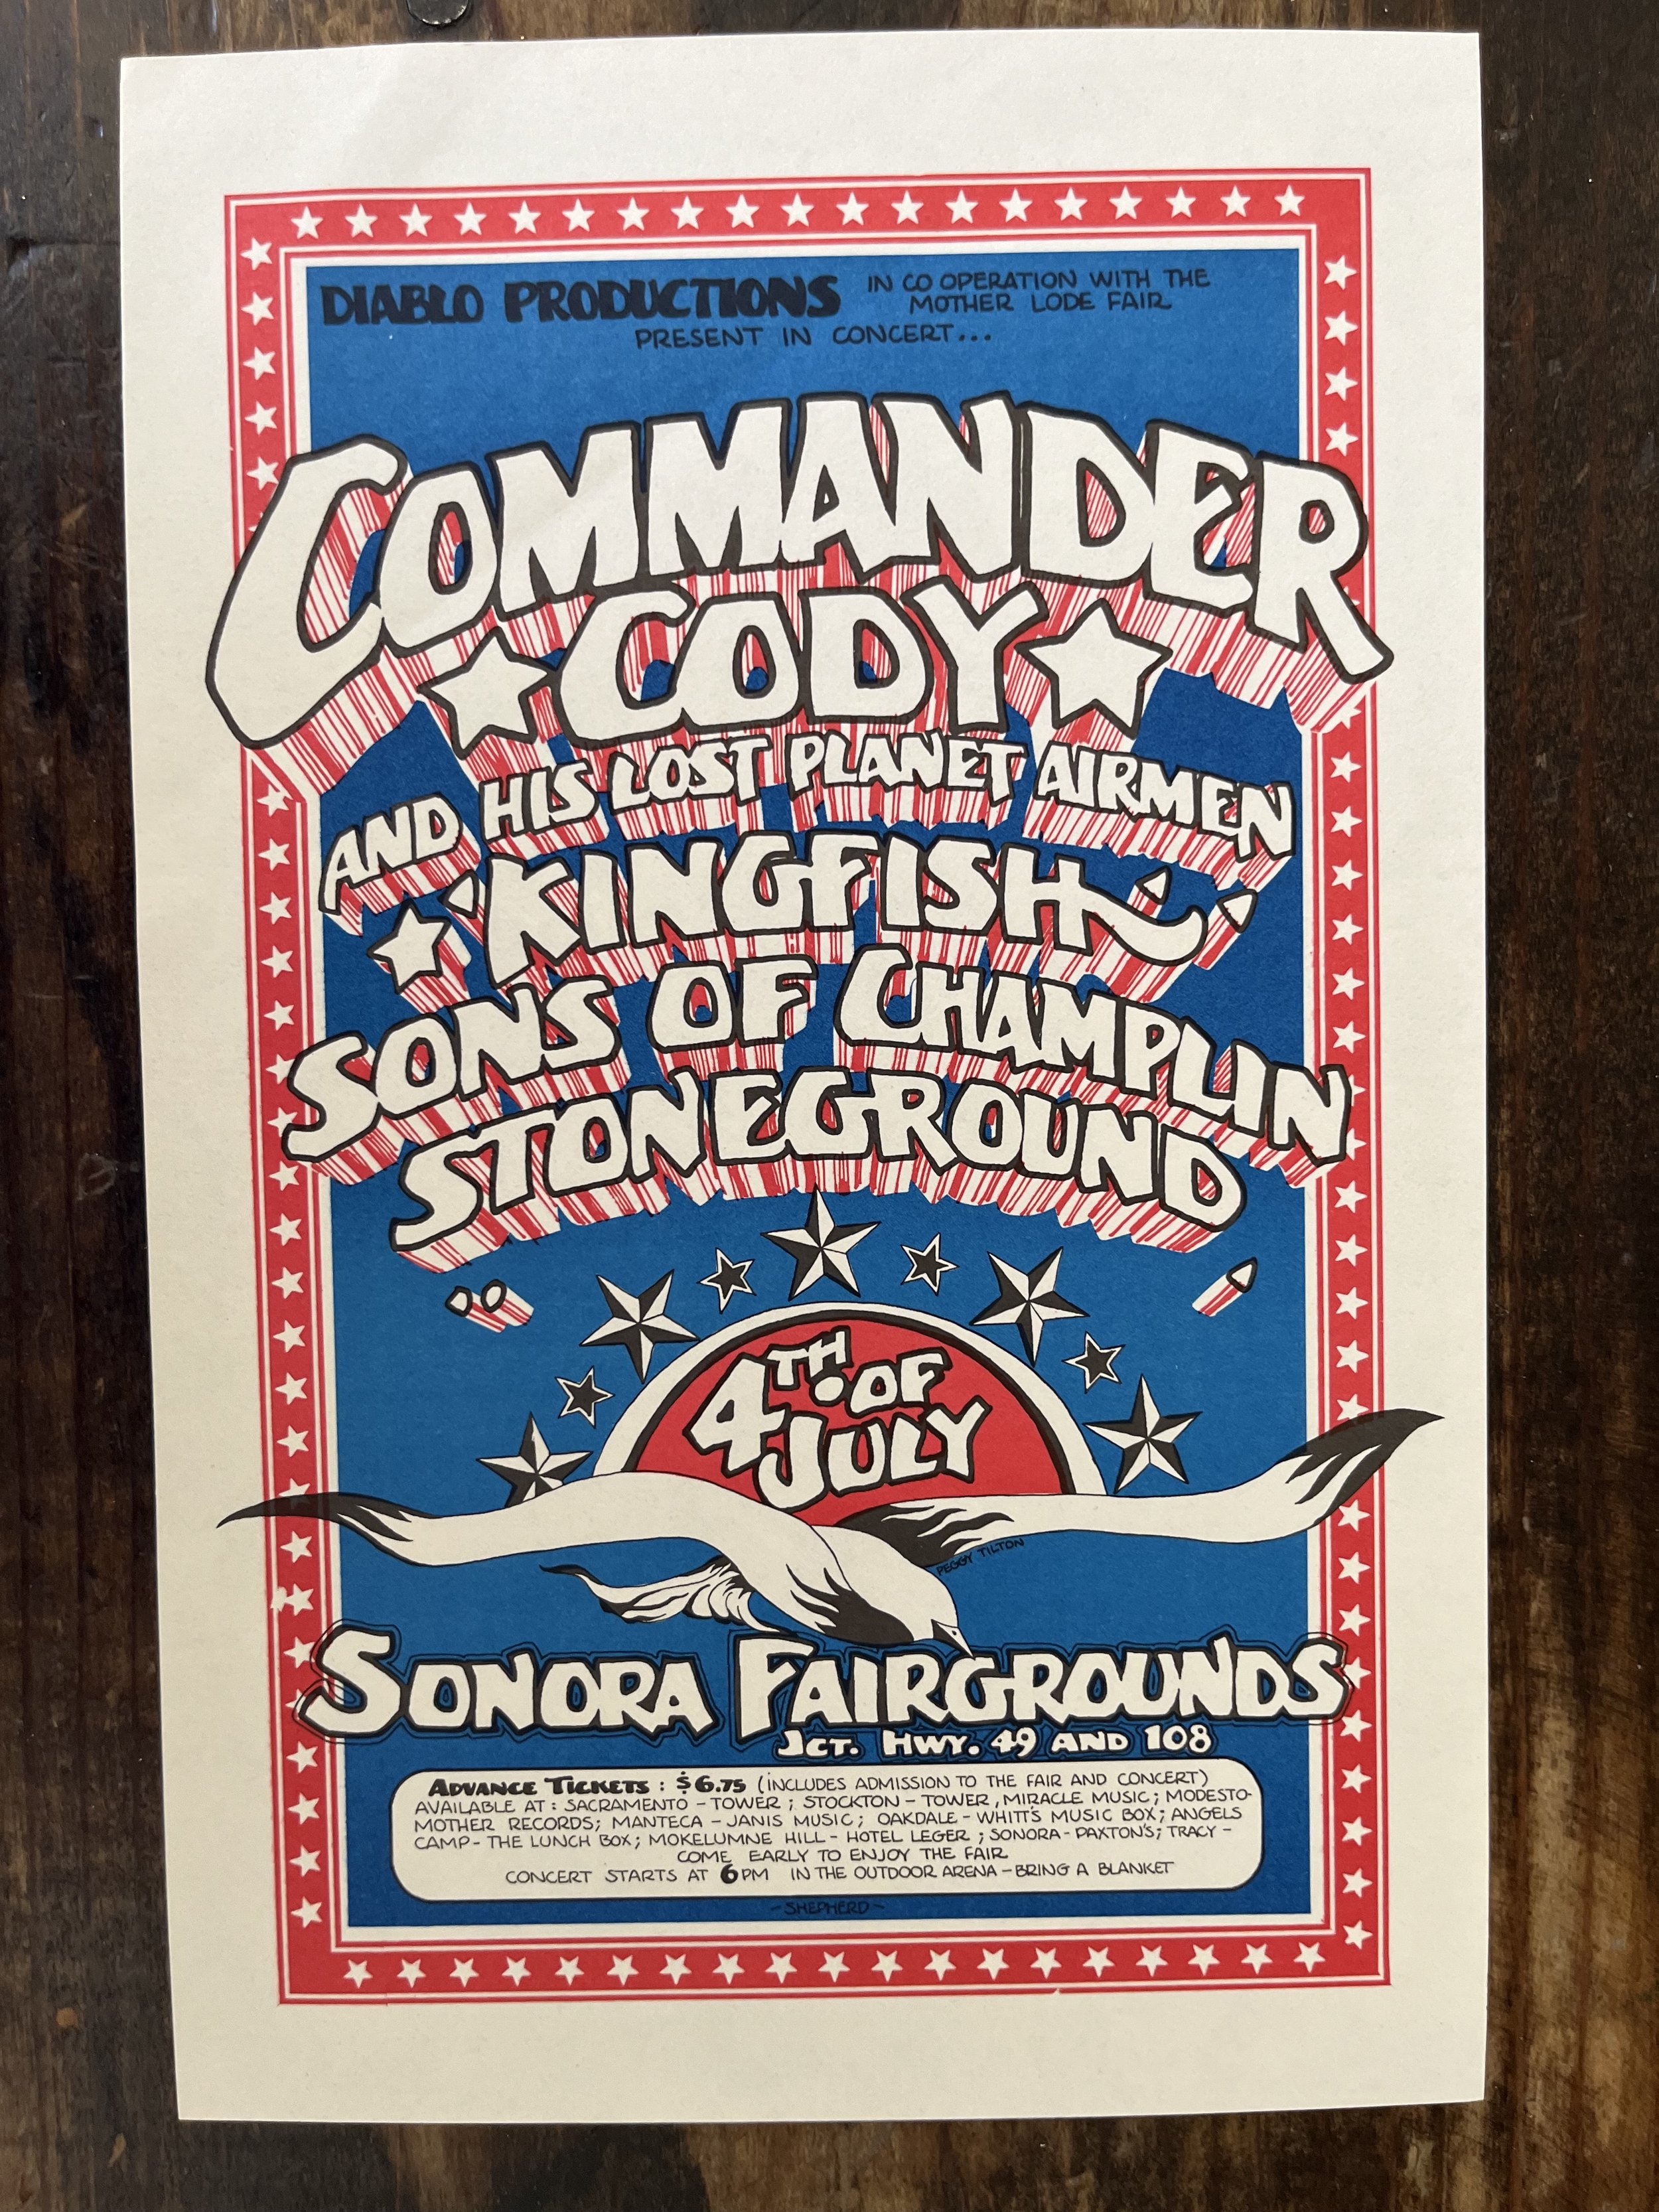 DIABLO PRODUCTIONS IN CO OPERATION WITH THE
MOTHER LODE FAIR
PRESENT IN CONCERT...
COMMANDER
CODY
AND HIS LOST PLANET AIRMEN
KINGFISH
SONS OF CHAMPLIN
STONEGROUND
4TH OF
JULY
PEGGY TILTON
SONORA FAIRGROUNDS
JCT. HWY. 49 AND 108
ADVANCE TICKETS : $6.75 (INCLUDES ADMISSION TO THE FAIR AND CONCERT)
AVAILABLE AT : SACRAMENTO - TOWER ; STOCKTON - TOWER, MIRACLE MUSIC ; MODESTO-
MOTHER RECORDS; MANTECA - JANIS MUSIC ; OAKDALE - WHITT'S MUSIC BOX; ANGELS
CAMP - THE LUNCH BOX; MOKELUMNE HILL - HOTEL LEGER ; SONORA - PAXTON'S; TRACY -
COME EARLY TO ENJOY THE FAIR
CONCERT STARTS AT 6PM IN THE OUTDOOR ARENA - BRING A BLANKET
- SHEPHERD -